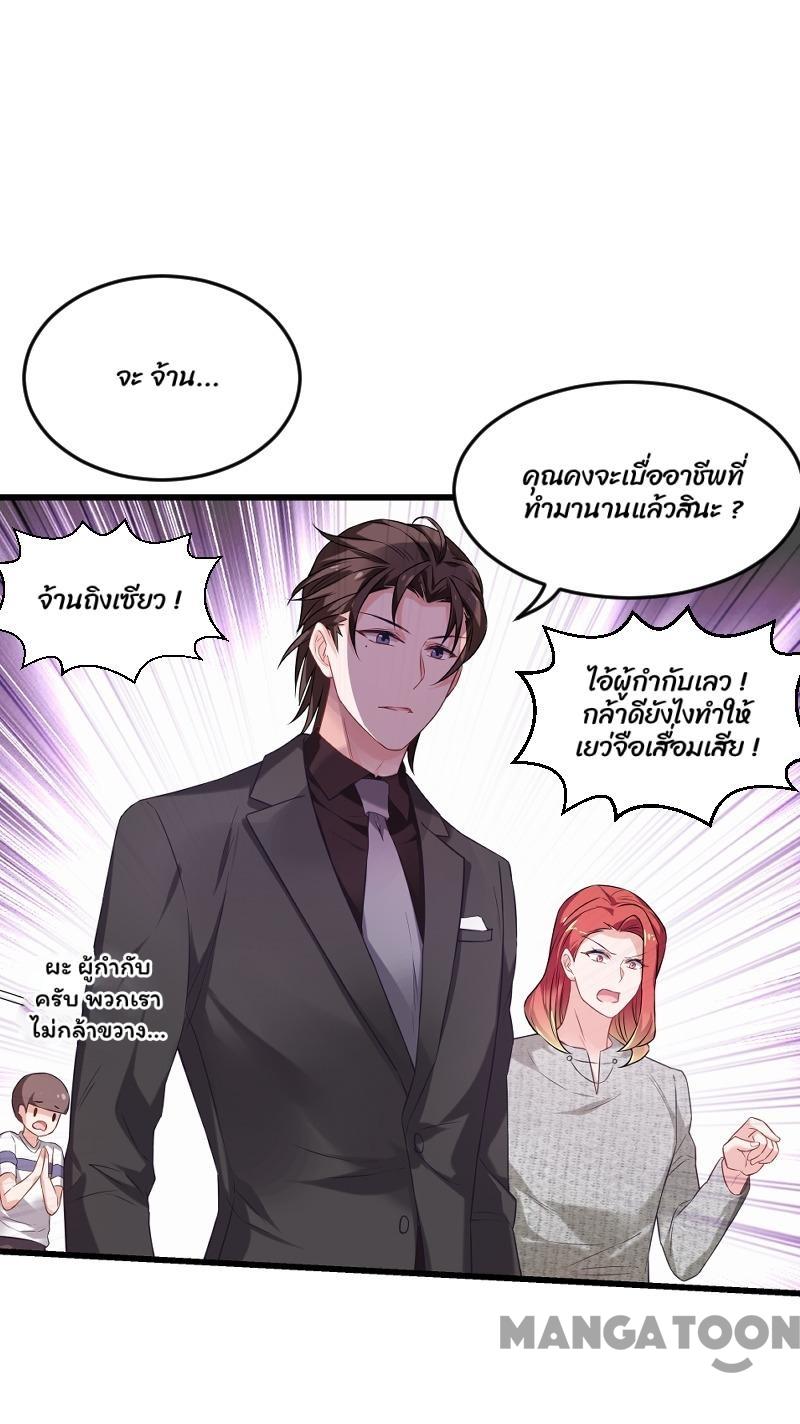 จะ จ้าน...
คุณคงจะเบื่ออาชีพที่
ทำมานานแล้วสินะ ?
จ้านถิงเซียว !
ไอ้ผู้กำกับเลว !
กล้าดียังไงทำให้
เยว่จือเสื่อมเสีย !
ผะ ผู้กำกับ
ครับ พวกเรา
ไม่กล้าขวาง...
MANGATOON